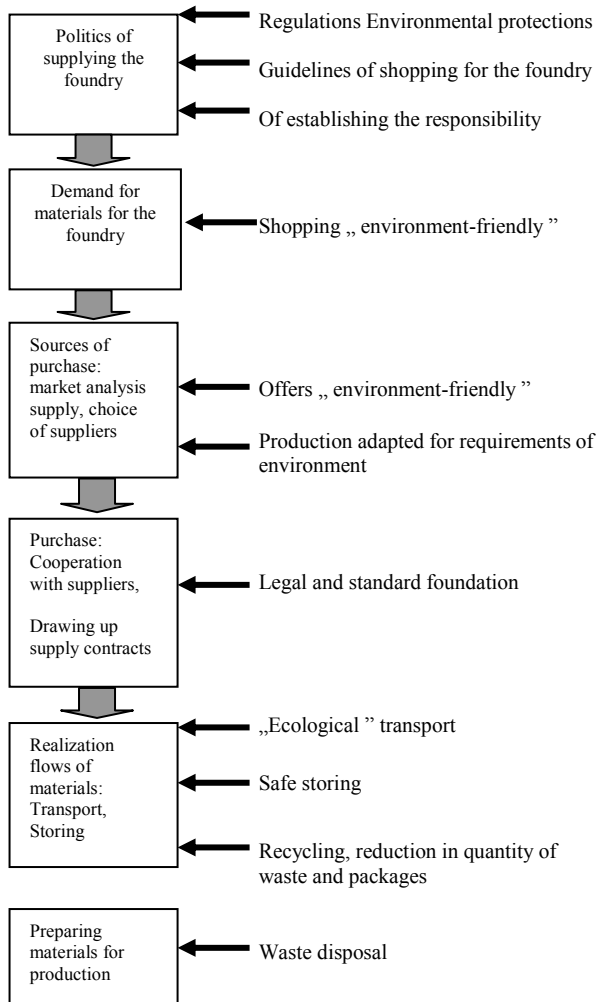 Politics of
supplying the
foundry
Regulations Environmental protections
Guidelines of shopping for the foundry
Of establishing the responsibility
Demand for
materials for the
foundry
Shopping „ environment-friendly ”
Sources of
purchase:
market analysis
supply, choice
of suppliers
Offers „ environment-friendly ”
Production adapted for requirements of
environment
Purchase:
Cooperation
with suppliers,
Drawing up
supply contracts
Legal and standard foundation
Realization
flows of
materials:
Transport,
Storing
„Ecological ” transport
Safe storing
Recycling, reduction in quantity of
waste and packages
Preparing
materials for
production
Waste disposal